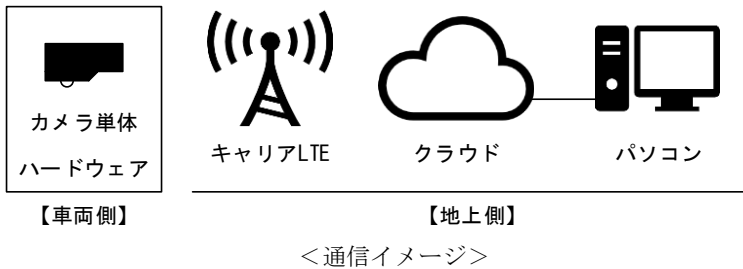 カメラ単体
ハードウェア
キャリアLTE
クラウド
パソコン
【車両側】
【地上側】
＜通信イメージ＞